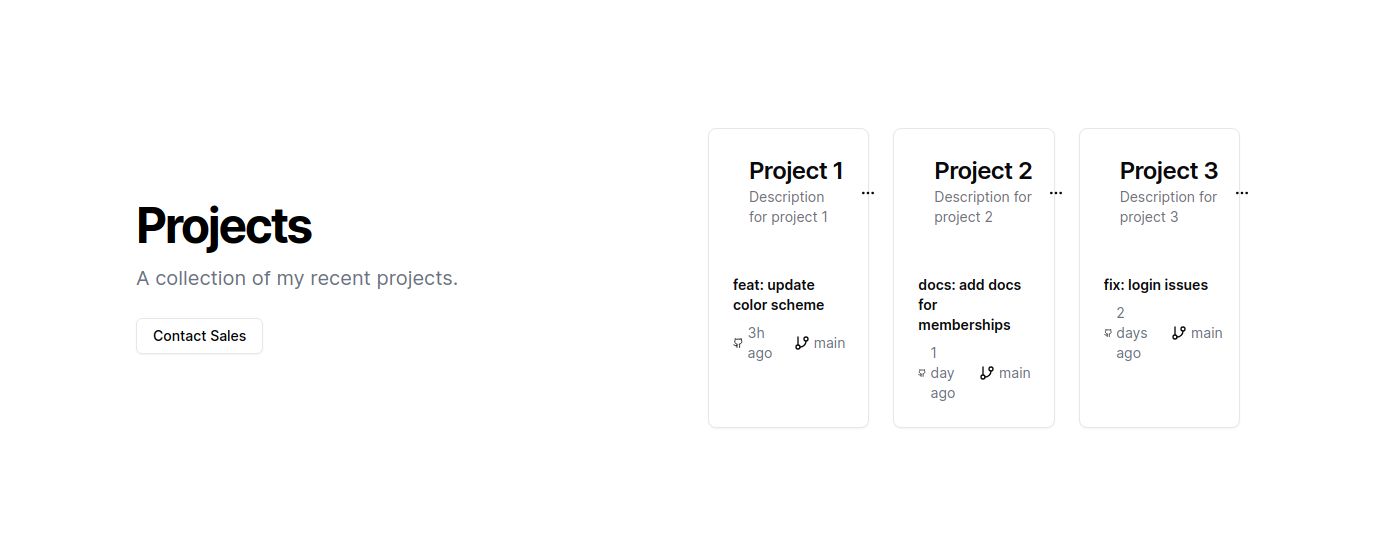 Projects
A collection of my recent projects.
Contact Sales
Project 1
Description
for project 1
feat: update
color scheme
3h
ago
main
Project 2
Description for
project 2
docs: add docs
for
memberships
1
day
ago
main
Project 3
Description for
project 3
fix: login issues
2
days
ago
main